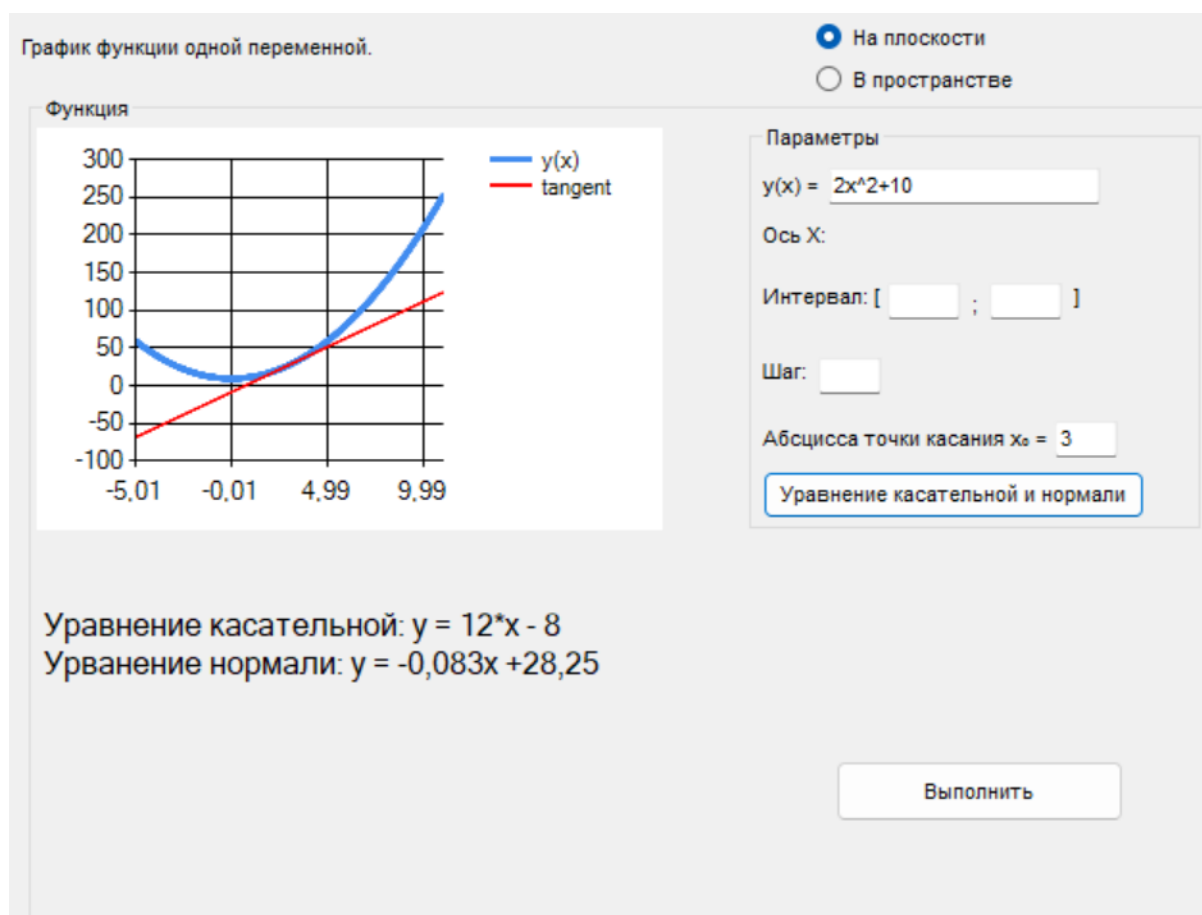 График функции одной переменной.
На плоскости
В пространстве
Функция
300
250
200
150
100
50
0
-50
-100
-5,01 -0,01 4,99 9,99
y(x)
tangent
Параметры
y(x) = 2x^2+10
Ось X:
Интервал: [ ; ]
Шаг:
Абсцисса точки касания x₀ = 3
Уравнение касательной и нормали
Уравнение касательной: y = 12*x - 8
Урванение нормали: y = -0,083x +28,25
Выполнить